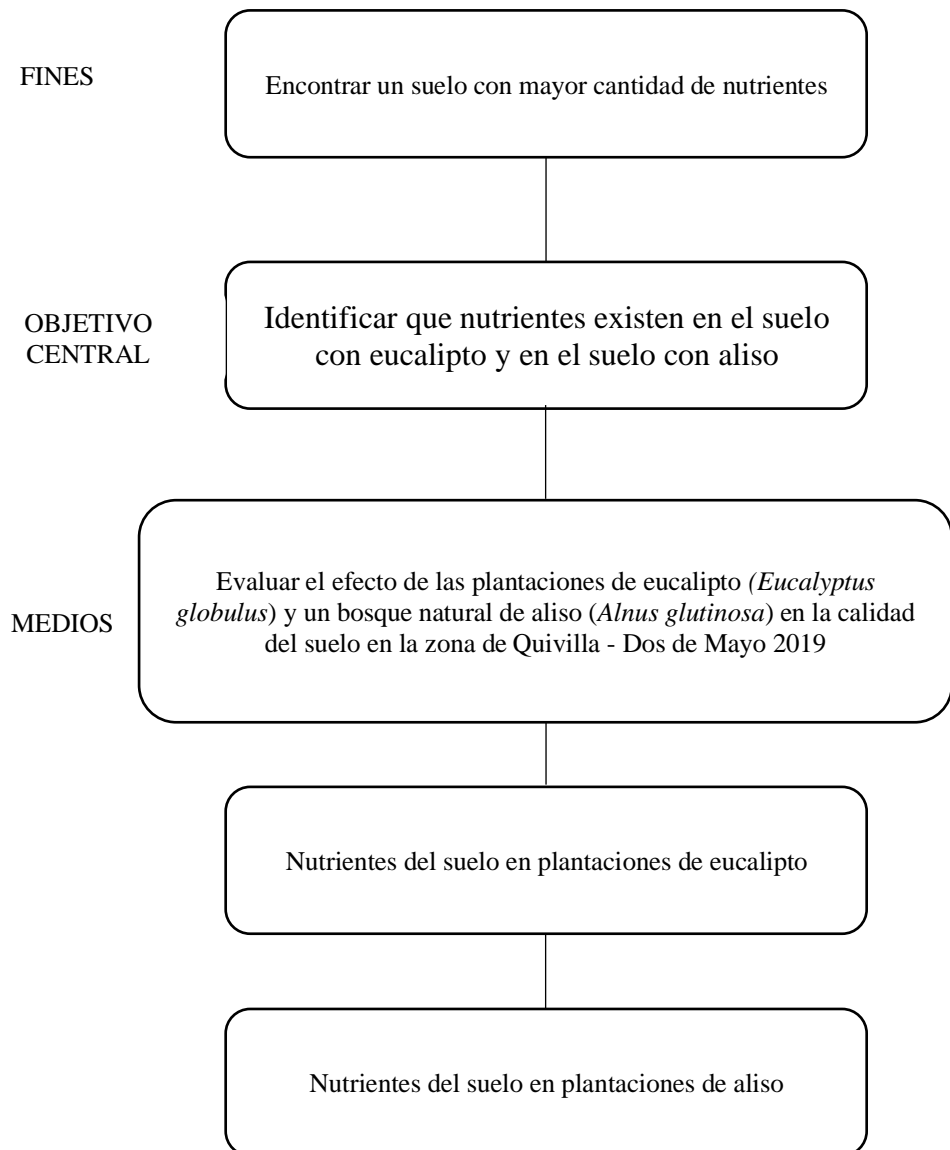 FINES
Encontrar un suelo con mayor cantidad de nutrientes
OBJETIVO
CENTRAL
Identificar que nutrientes existen en el suelo
con eucalipto y en el suelo con aliso
MEDIOS
Evaluar el efecto de las plantaciones de eucalipto (Eucalyptus
globulus) y un bosque natural de aliso (Alnus glutinosa) en la calidad
del suelo en la zona de Quivilla - Dos de Mayo 2019
Nutrientes del suelo en plantaciones de eucalipto
Nutrientes del suelo en plantaciones de aliso